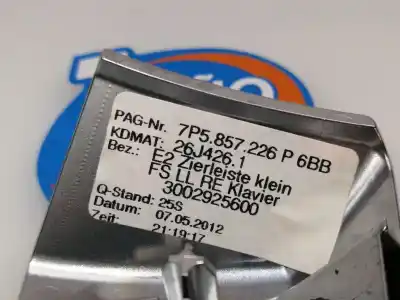 PAG-Nr. 7P5.857.226 P 6BB
KDMAT: 26J426.1
Bez.: E2 Zierleiste klein
FS LL RE Klavier
3002925600
Q-Stand: 25S
Datum: 07.05.2012
Zeit: 21:19:17